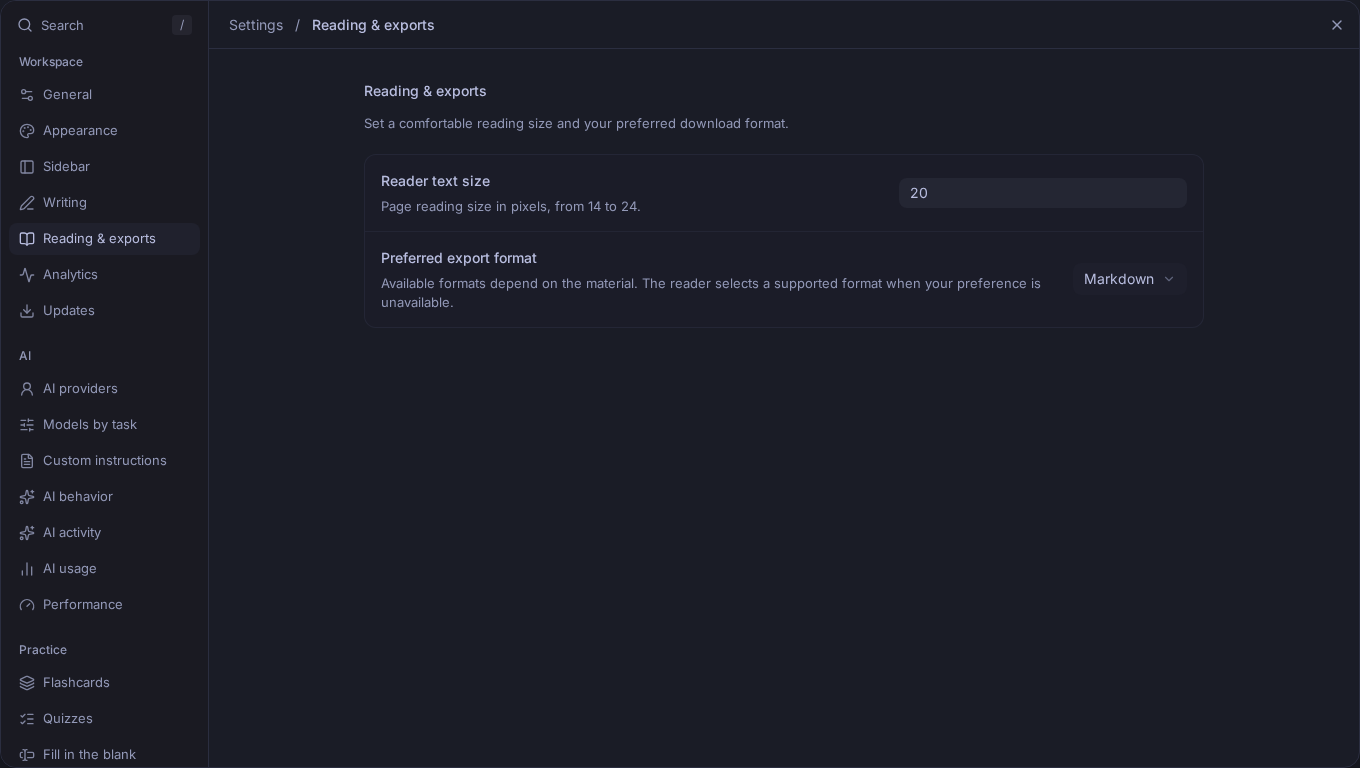 Search /
Workspace
General
Appearance
Sidebar
Writing
Reading & exports
Analytics
Updates
AI
AI providers
Models by task
Custom instructions
AI behavior
AI activity
AI usage
Performance
Practice
Flashcards
Quizzes
Fill in the blank
Settings / Reading & exports
Reading & exports
Set a comfortable reading size and your preferred download format.
Reader text size
Page reading size in pixels, from 14 to 24.
20
Preferred export format
Available formats depend on the material. The reader selects a supported format when your preference is
unavailable.
Markdown